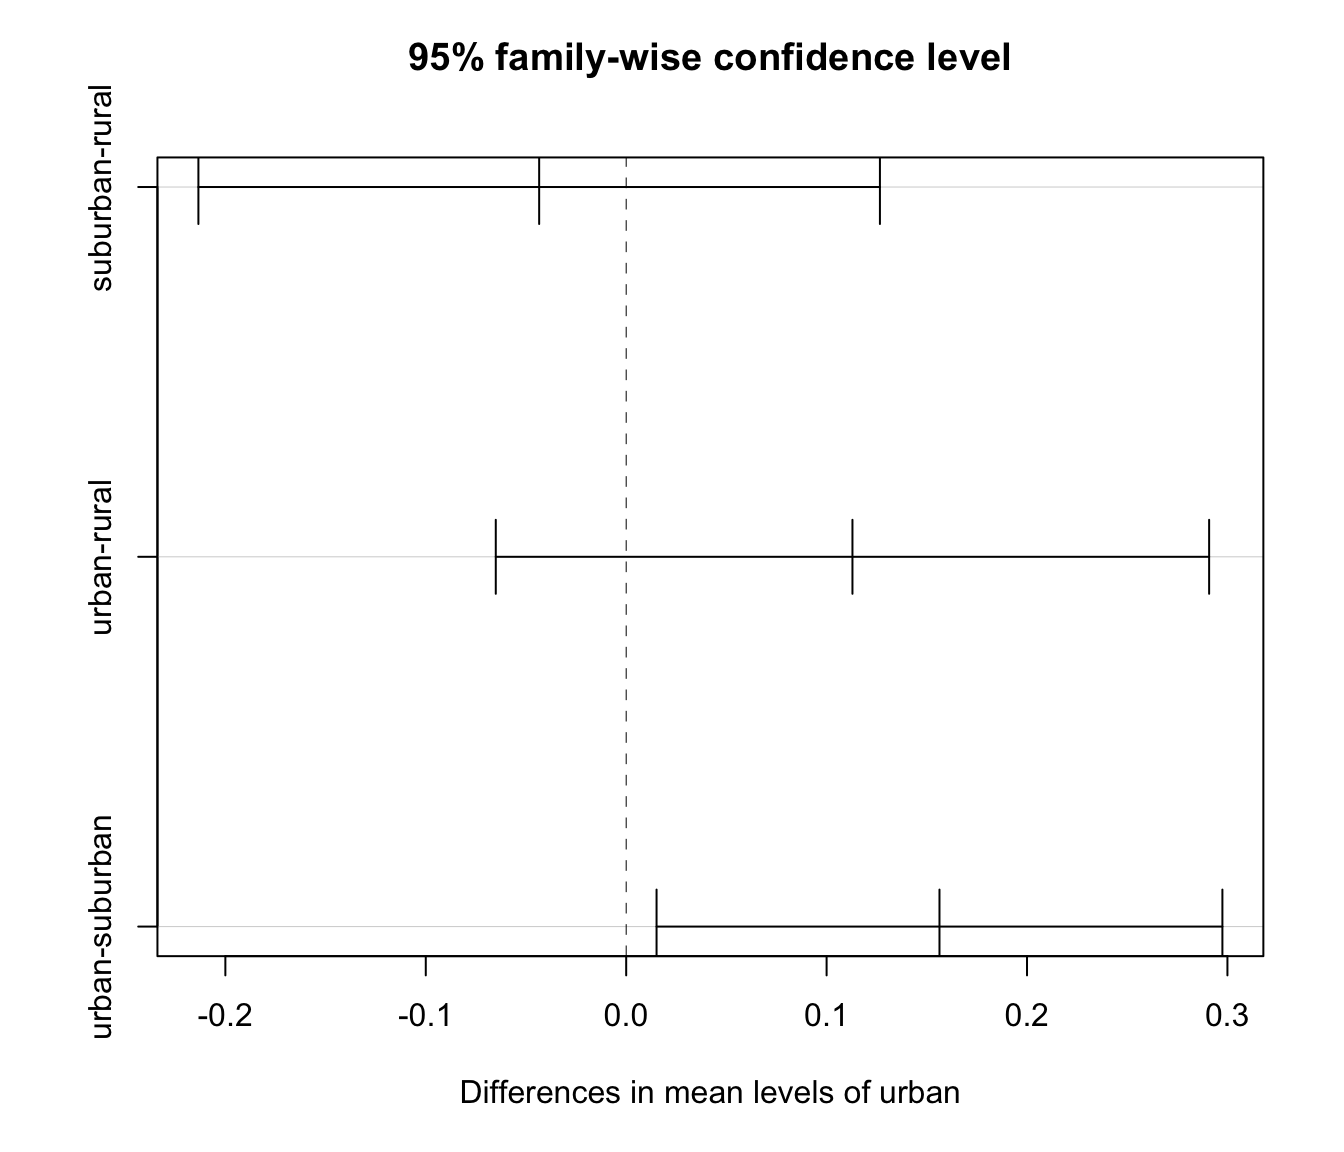 95% family-wise confidence level
suburban-rural
urban-rural
urban-suburban
-0.2 -0.1 0.0 0.1 0.2 0.3
Differences in mean levels of urban